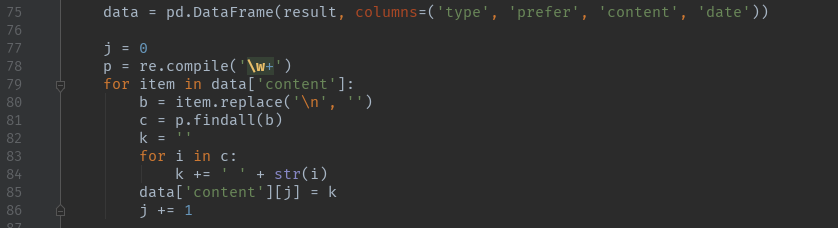 75 data = pd.DataFrame(result, columns=('type', 'prefer', 'content', 'date'))
76
77 j = 0
78 p = re.compile('\w+')
79 for item in data['content']:
80 b = item.replace('\n', '')
81 c = p.findall(b)
82 k = ''
83 for i in c:
84 k += ' ' + str(i)
85 data['content'][j] = k
86 j += 1
87